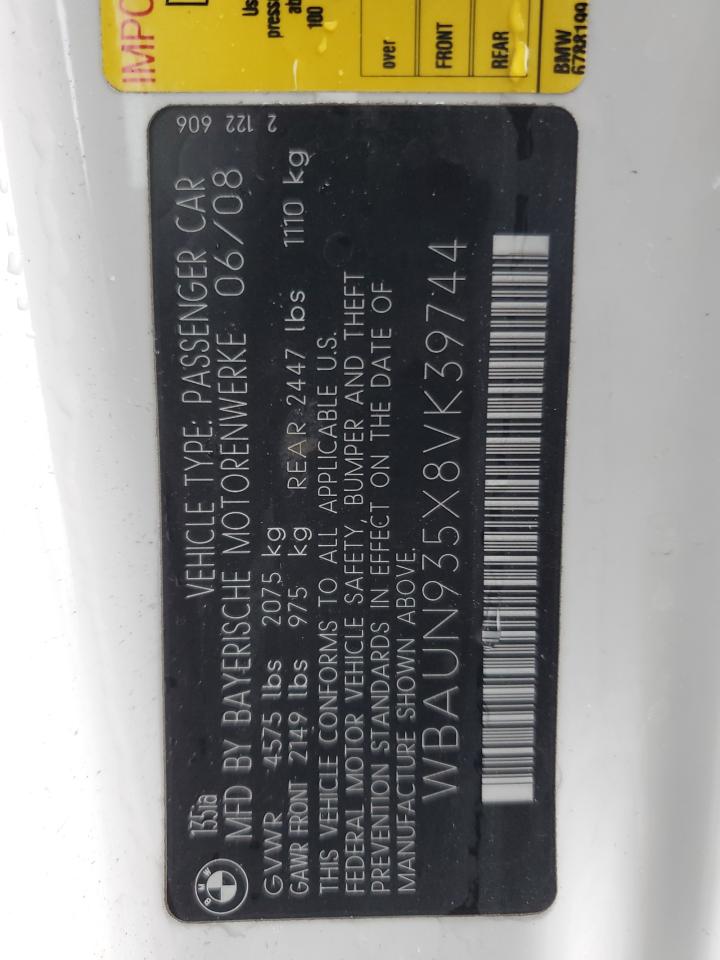 IMPO
over
FRONT
REAR
BMW
6788199
BMW
135ia
VEHICLE TYPE: PASSENGER CAR
MFD BY BAYERISCHE MOTORENWERKE 06/08
GVWR 4575 lbs 2075 kg
GAWR FRONT 2149 lbs 975 kg REAR 2447 lbs 1110 kg
THIS VEHICLE CONFORMS TO ALL APPLICABLE U.S.
FEDERAL MOTOR VEHICLE SAFETY, BUMPER AND THEFT
PREVENTION STANDARDS IN EFFECT ON THE DATE OF
MANUFACTURE SHOWN ABOVE.
WBAUN935X8VK39744
2 122 606